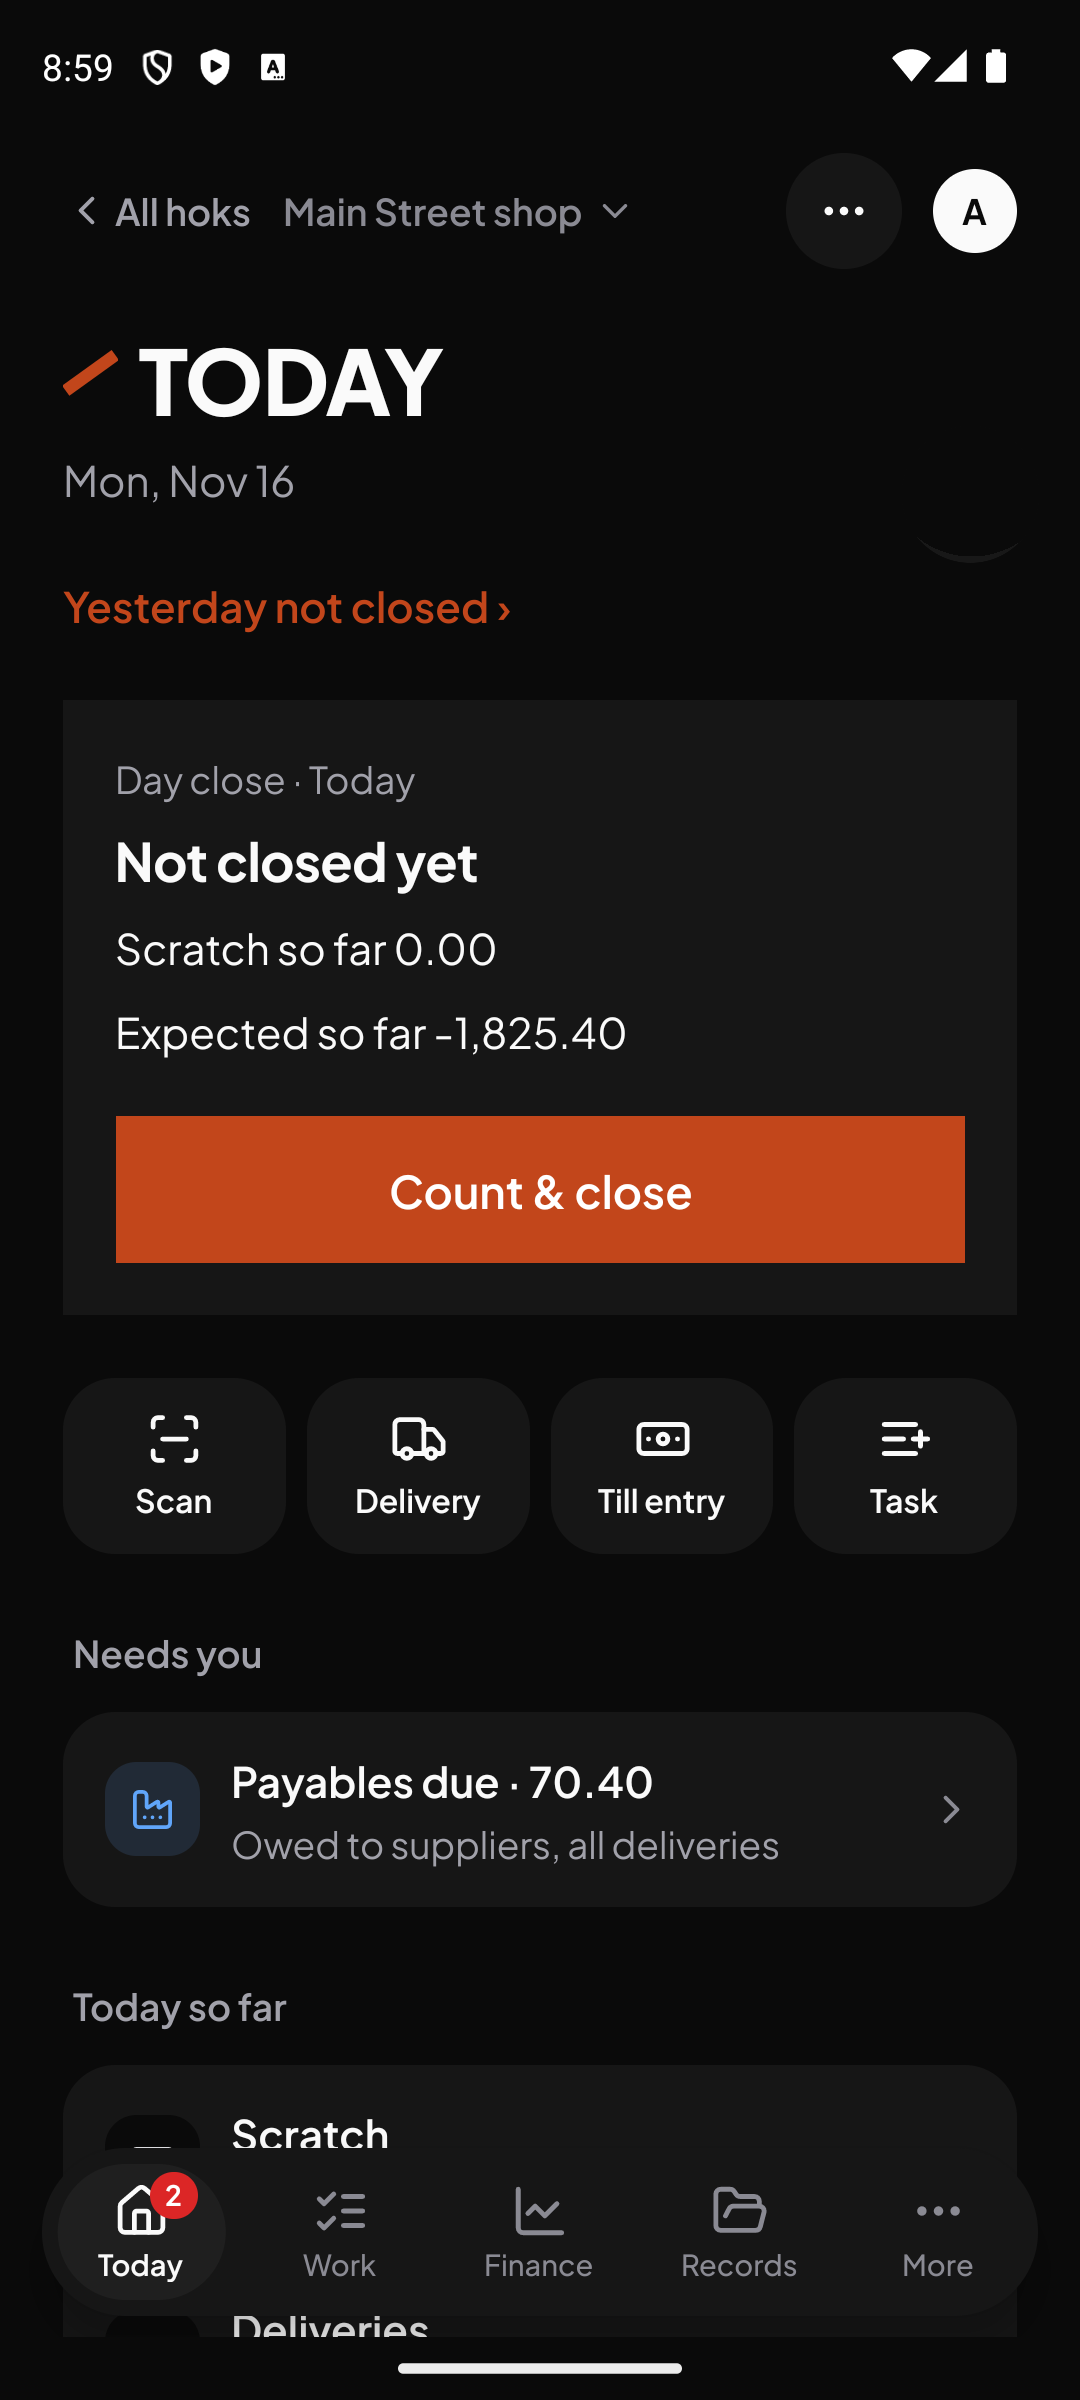 8:59
All hoks Main Street shop
A
TODAY
Mon, Nov 16
Yesterday not closed ›
Day close · Today
Not closed yet
Scratch so far 0.00
Expected so far -1,825.40
Count & close
Scan Delivery Till entry Task
Needs you
Payables due · 70.40
Owed to suppliers, all deliveries
Today so far
Scratch
2
Today Work Finance Records More
Deliveries